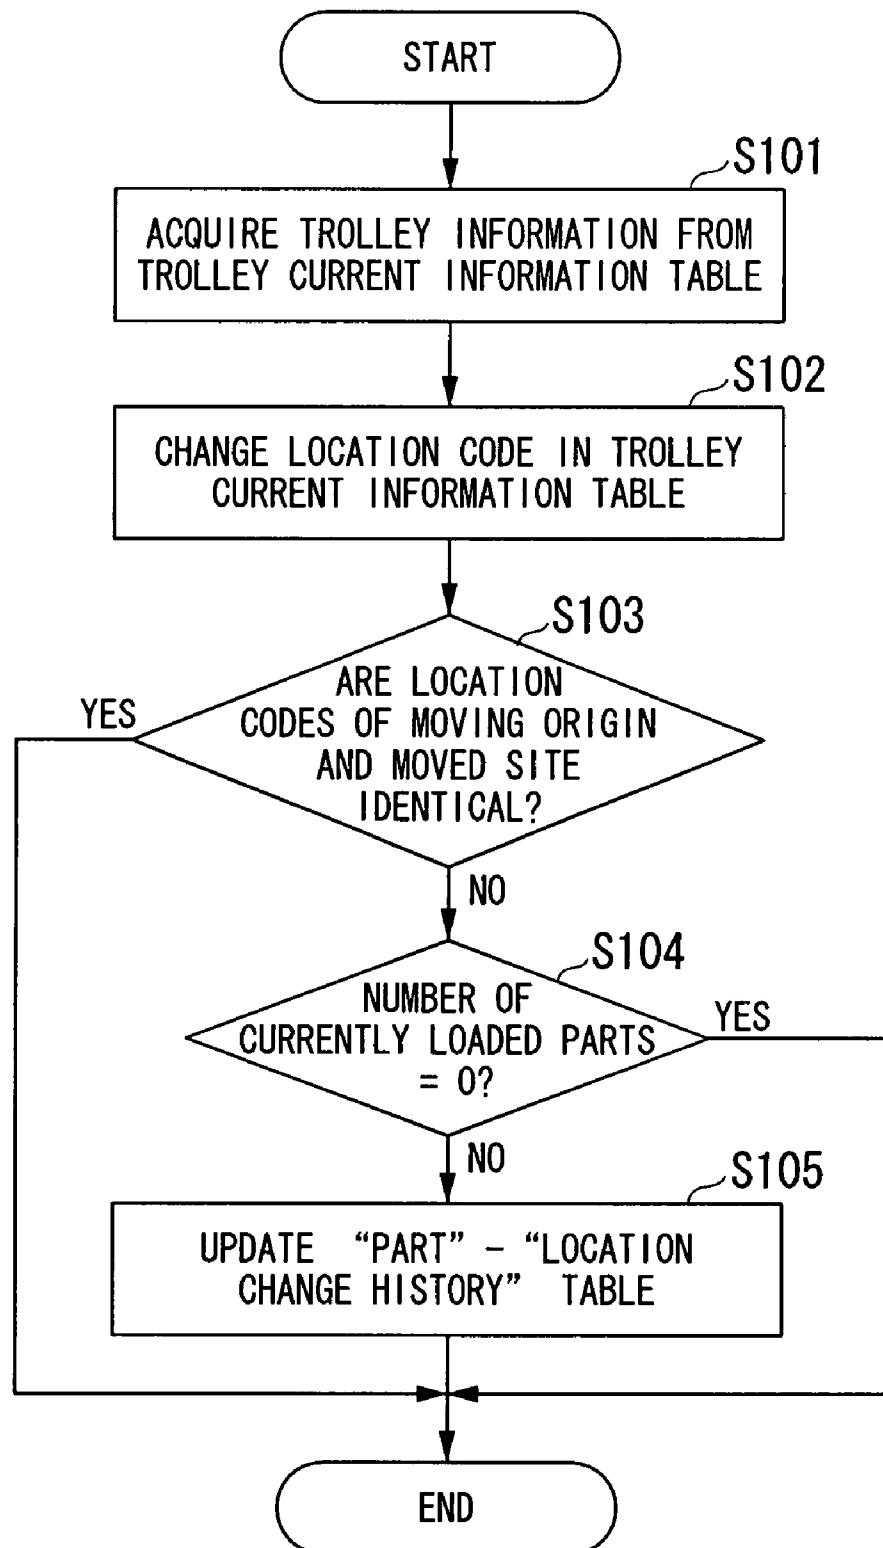 START
S101
ACQUIRE TROLLEY INFORMATION FROM
TROLLEY CURRENT INFORMATION TABLE
S102
CHANGE LOCATION CODE IN TROLLEY
CURRENT INFORMATION TABLE
S103
ARE LOCATION
CODES OF MOVING ORIGIN
AND MOVED SITE
IDENTICAL?
YES
NO
S104
NUMBER OF
CURRENTLY LOADED PARTS
= 0?
YES
NO
S105
UPDATE “PART” - “LOCATION
CHANGE HISTORY” TABLE
END